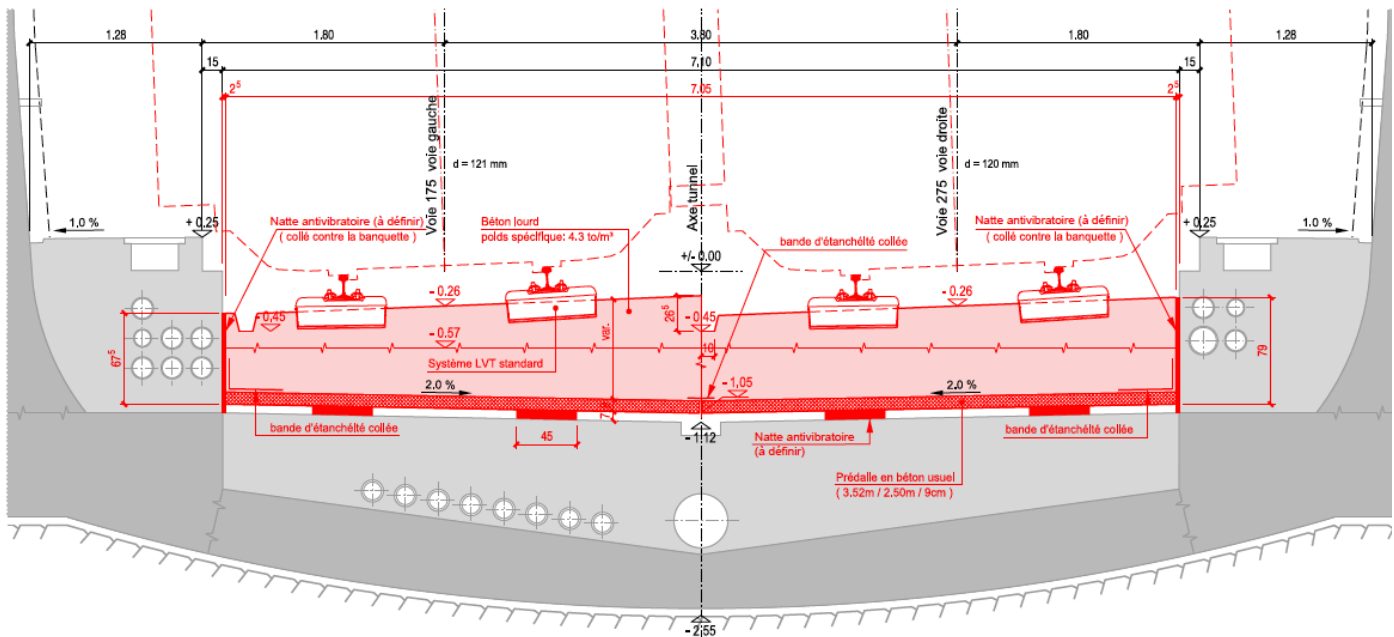 1.28
1.80
3.80
1.80
1.28
15
7.10
15
2⁵
7.05
2⁵
Voie 175 voie gauche
d = 121 mm
Axe tunnel
Voie 275 voie droite
d = 120 mm
1.0 %
+ 0.25
Natte antivibratoire (à définir)
( collé contre la banquette )
Béton lourd
poids spécifique: 4.3 to/m³
bande d'étanchélté collée
Natte antivibratoire (à définir)
( collé contre la banquette )
+ 0.25
1.0 %
+/- 0.00
- 0.26
- 0.26
- 0,45
26⁵
- 0.45
var.
- 0.57
10
67⁵
79
Système LVT standard
2.0 %
- 1,05
2.0 %
7
bande d'étanchélté collée
45
- 1.12
Natte antivibratoire
(à définir)
bande d'étanchélté collée
Prédalle en béton usuel
( 3.52m / 2.50m / 9cm )
- 2.55